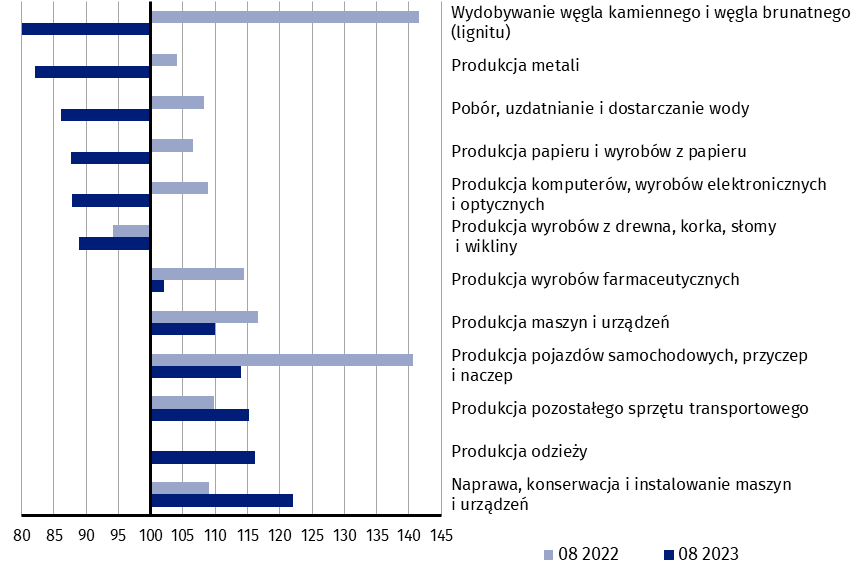 Wydobywanie węgla kamiennego i węgla brunatnego
(lignitu)
Produkcja metali
Pobór, uzdatnianie i dostarczanie wody
Produkcja papieru i wyrobów z papieru
Produkcja komputerów, wyrobów elektronicznych
i optycznych
Produkcja wyrobów z drewna, korka, słomy
i wikliny
Produkcja wyrobów farmaceutycznych
Produkcja maszyn i urządzeń
Produkcja pojazdów samochodowych, przyczep
i naczep
Produkcja pozostałego sprzętu transportowego
Produkcja odzieży
Naprawa, konserwacja i instalowanie maszyn
i urządzeń
80 85 90 95 100 105 110 115 120 125 130 135 140 145
08 2022 08 2023